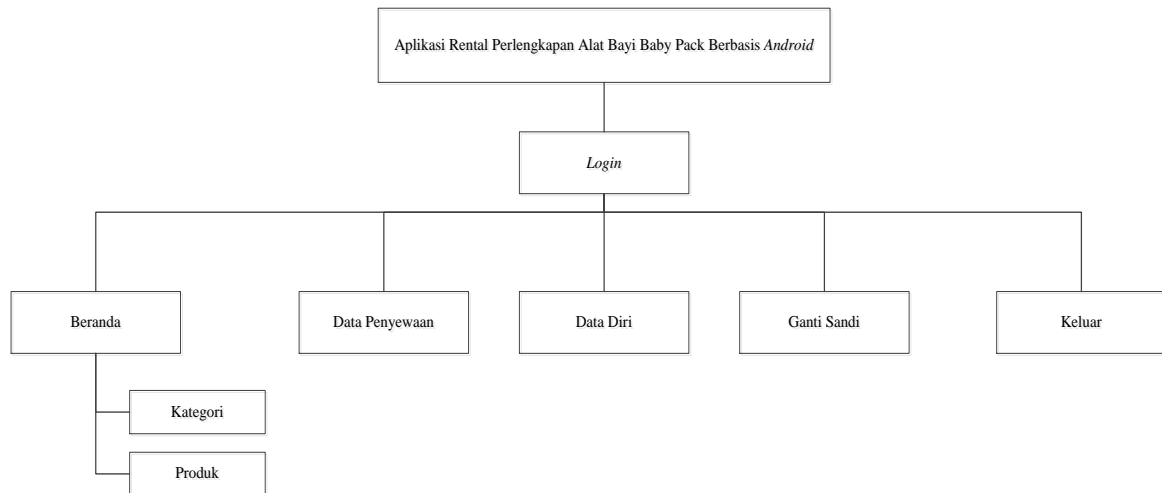 Aplikasi Rental Perlengkapan Alat Bayi Baby Pack Berbasis Android
Login
Beranda
Data Penyewaan
Data Diri
Ganti Sandi
Keluar
Kategori
Produk